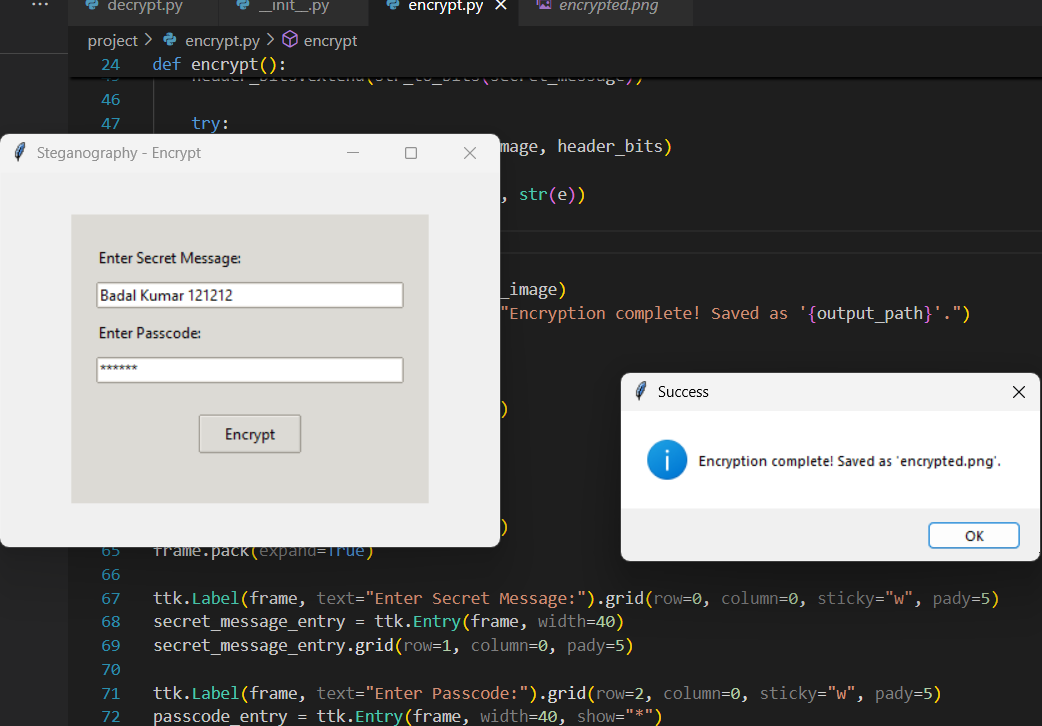 decrypt.py __init__.py encrypt.py encrypted.png
project > encrypt.py > encrypt
24 def encrypt():
46
47 try:
Steganography - Encrypt
mage, header_bits)
, str(e))
Enter Secret Message:
Badal Kumar 121212
_image)
"Encryption complete! Saved as '{output_path}'.")
Enter Passcode:
******
Success
)
Encrypt
Encryption complete! Saved as 'encrypted.png'.
)
OK
65 frame.pack(expand=True)
66
67 ttk.Label(frame, text="Enter Secret Message:").grid(row=0, column=0, sticky="w", pady=5)
68 secret_message_entry = ttk.Entry(frame, width=40)
69 secret_message_entry.grid(row=1, column=0, pady=5)
70
71 ttk.Label(frame, text="Enter Passcode:").grid(row=2, column=0, sticky="w", pady=5)
72 passcode_entry = ttk.Entry(frame, width=40, show="*")